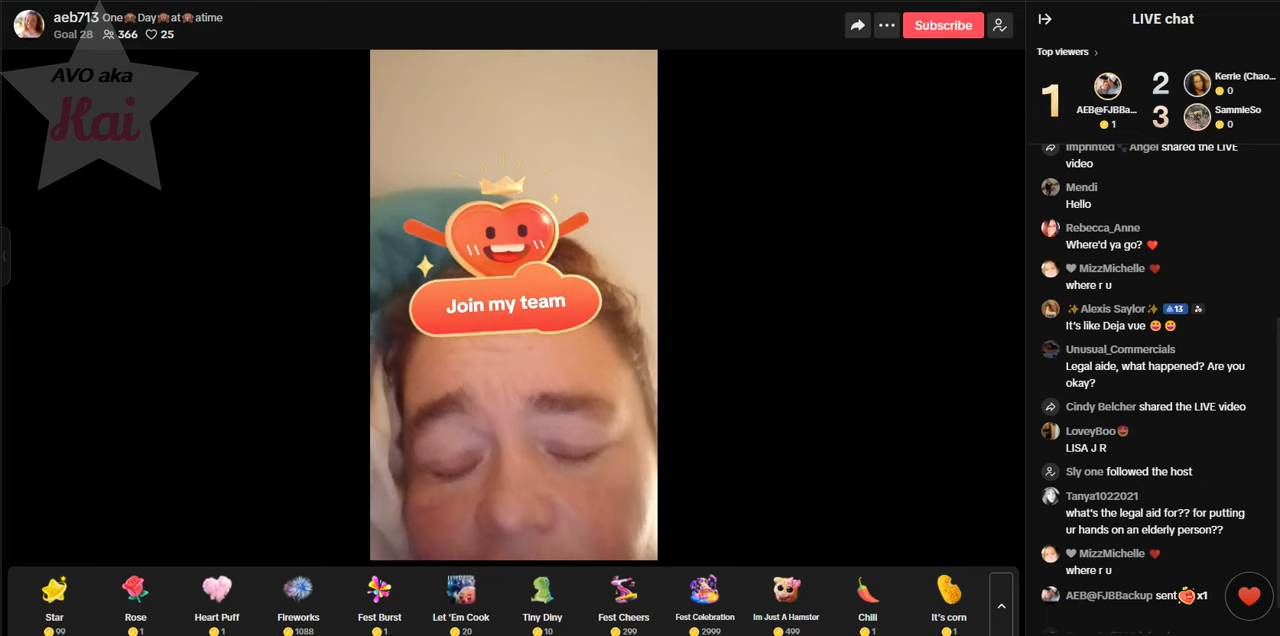 aeb713 One🙈Day🙈at🙈atime
Goal 28 366 25
Subscribe
AVO aka
Kai
Join my team
LIVE chat
Top viewers >
1
AEB@FJBBa...
1
2
Kerrie (Chao...
0
3
SammieSo
0
Imprinted Angel shared the LIVE
video
Mendi
Hello
Rebecca_Anne
Where'd ya go? ❤️
🩶 MizzMichelle ❤️
where r u
✨Alexis Saylor✨ 13
It's like Deja vue 🤩 🤩
Unusual_Commercials
Legal aide, what happened? Are you
okay?
Cindy Belcher shared the LIVE video
LoveyBoo
LISA J R
Sly one followed the host
Tanya1022021
what's the legal aid for?? for putting
ur hands on an elderly person??
🩶 MizzMichelle ❤️
where r u
AEB@FJBBackup sent x1
Star
99
Rose
1
Heart Puff
1
Fireworks
1088
Fest Burst
1
Let 'Em Cook
20
Tiny Diny
10
Fest Cheers
299
Fest Celebration
2999
Im Just A Hamster
499
Chili
1
It's corn
1